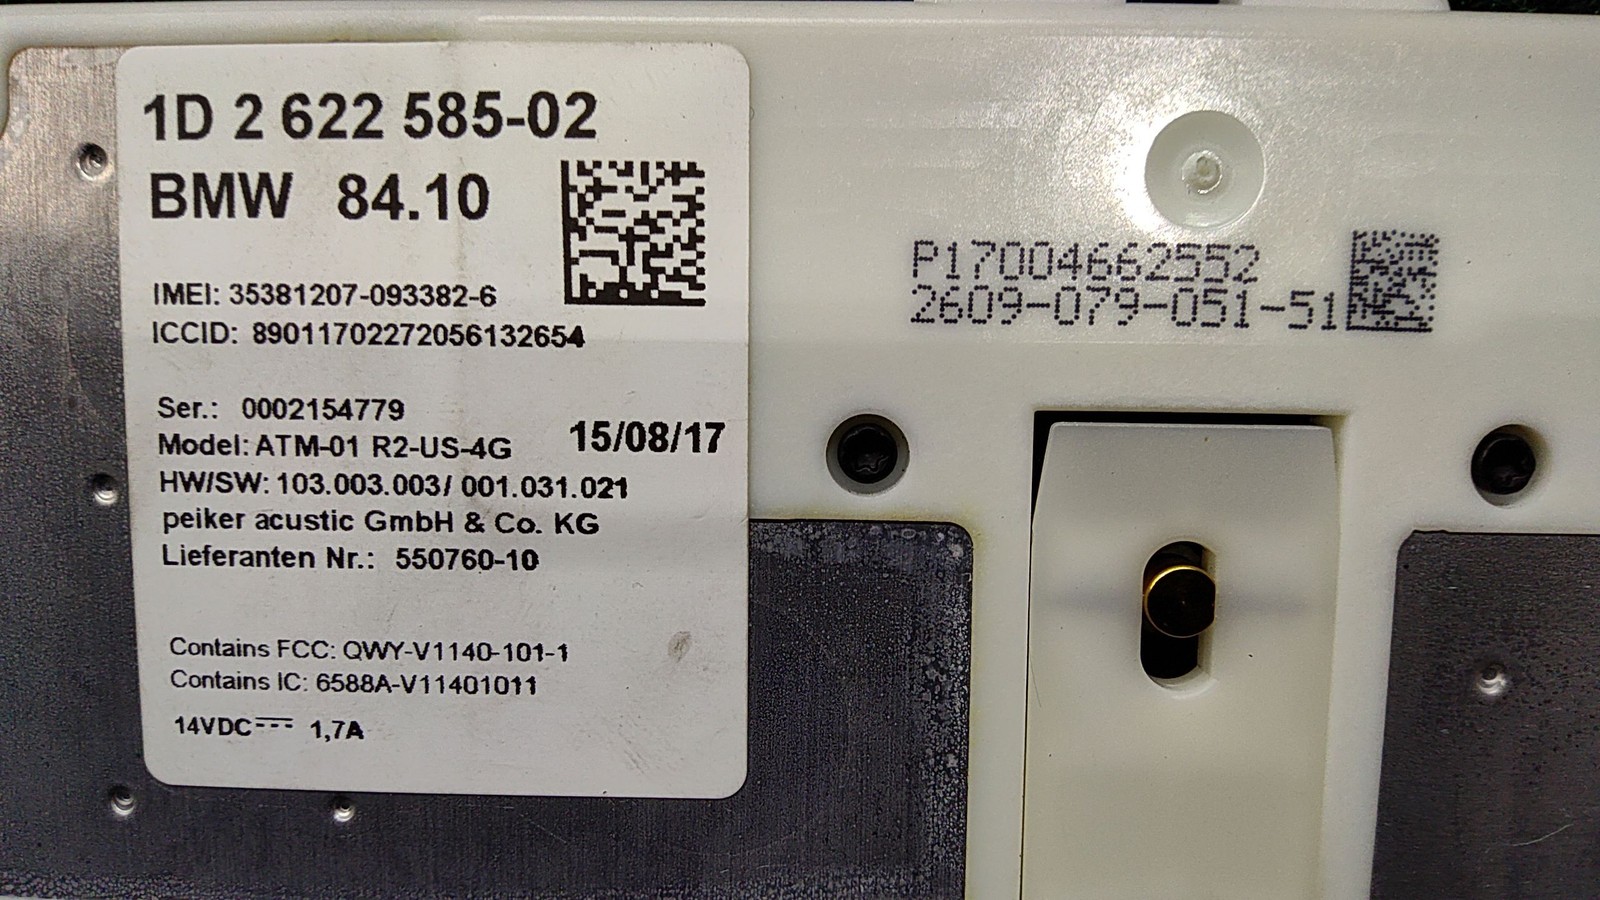 1D 2 622 585-02
BMW 84.10
IMEI: 35381207-093382-6
ICCID: 89011702272056132654
Ser.: 0002154779
15/08/17
Model: ATM-01 R2-US-4G
HW/SW: 103.003.003/ 001.031.021
peiker acustic GmbH & Co. KG
Lieferanten Nr.: 550760-10
Contains FCC: QWY-V1140-101-1
Contains IC: 6588A-V11401011
14VDC⎓ 1,7A
P17004662552
2609-079-051-51